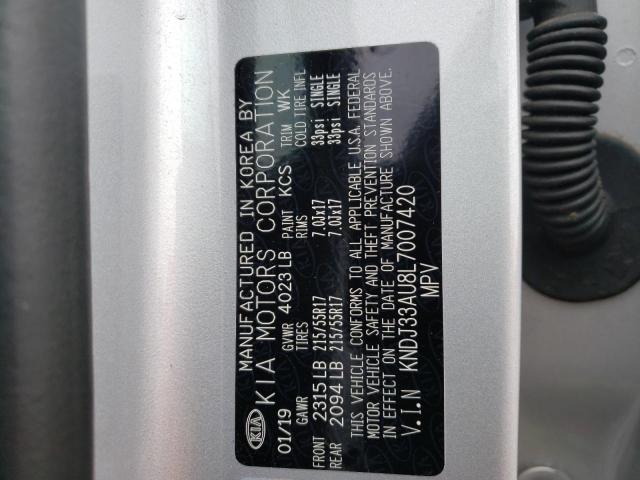 MANUFACTURED IN KOREA BY
KIA KIA MOTORS CORPORATION
01/19 GVWR 4023 LB PAINT KCS TRIM WK
GAWR TIRES RIMS COLD TIRE INFL
FRONT 2315 LB 215/55R17 7.0Jx17 33psi SINGLE
REAR 2094 LB 215/55R17 7.0Jx17 33psi SINGLE
THIS VEHICLE CONFORMS TO ALL APPLICABLE U.S.A. FEDERAL
MOTOR VEHICLE SAFETY AND THEFT PREVENTION STANDARDS
IN EFFECT ON THE DATE OF MANUFACTURE SHOWN ABOVE.
V.I.N KNDJ33AU8L7007420
MPV